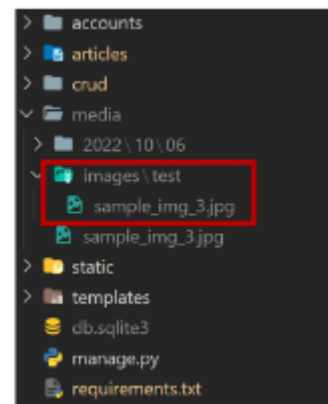 accounts
articles
crud
media
2022\10\06
images\test
sample_img_3.jpg
sample_img_3.jpg
static
templates
db.sqlite3
manage.py
requirements.txt